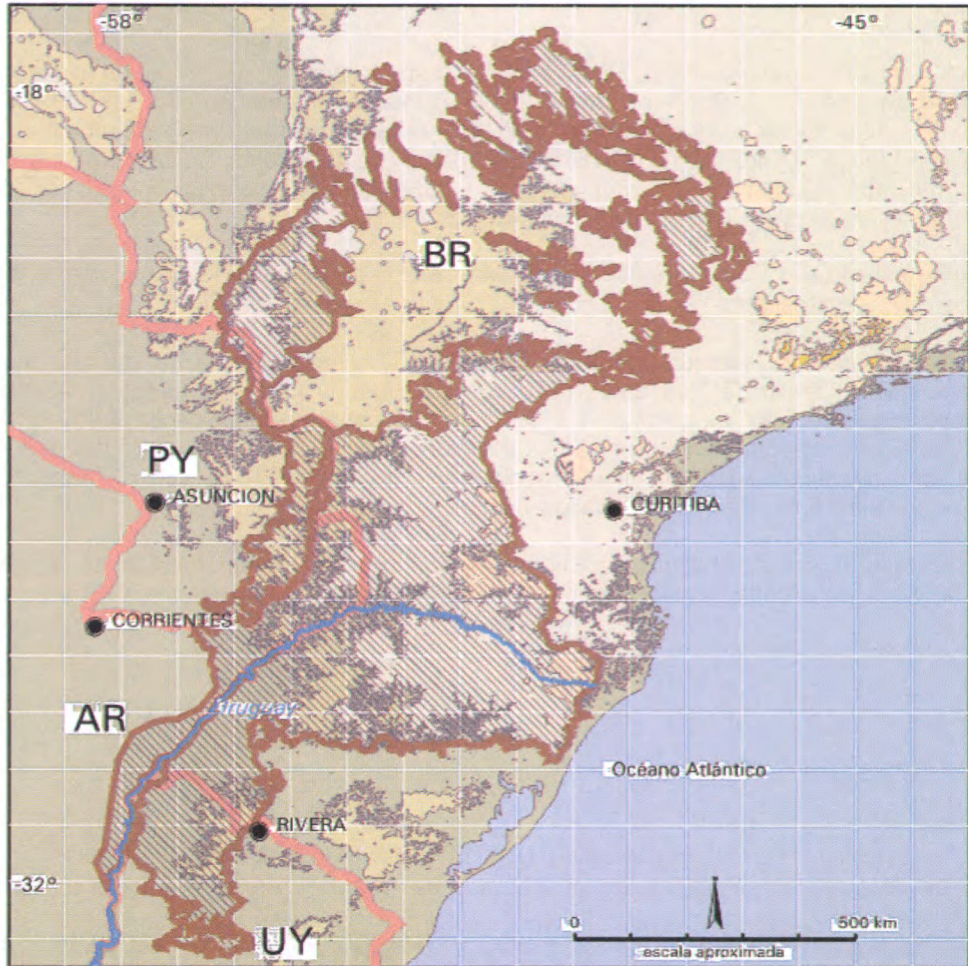 -58°
-45°
-18°
BR
PY
ASUNCION
CURITIBA
CORRIENTES
AR
Uruguay
Océano Atlántico
RIVERA
-32°
UY
0
500 km
escala aproximada